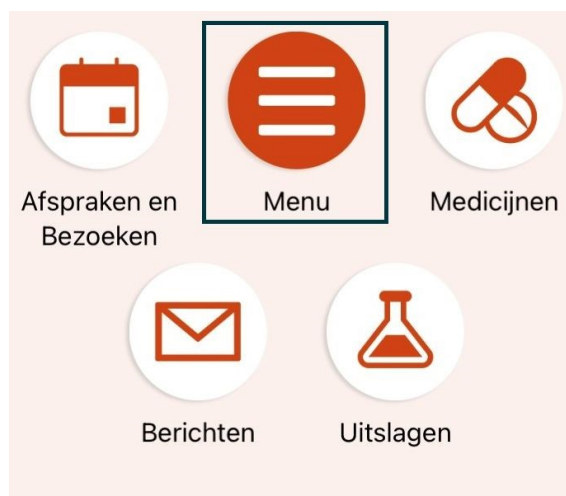 Afspraken en
Bezoeken
Menu
Medicijnen
Berichten
Uitslagen